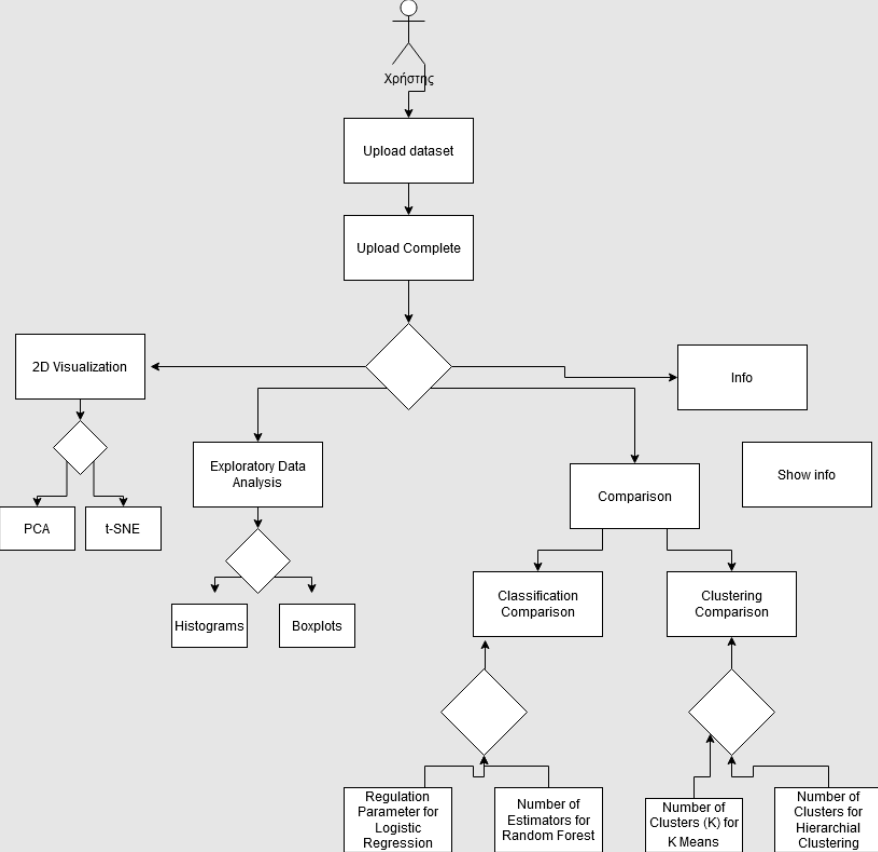 Χρήστης
Upload dataset
Upload Complete
2D Visualization
Info
Exploratory Data
Analysis
Show info
Comparison
PCA
t-SNE
Classification
Comparison
Clustering
Comparison
Histograms
Boxplots
Regulation
Parameter for
Logistic
Regression
Number of
Estimators for
Random Forest
Number of
Clusters (K) for
K Means
Number of
Clusters for
Hierarchial
Clustering